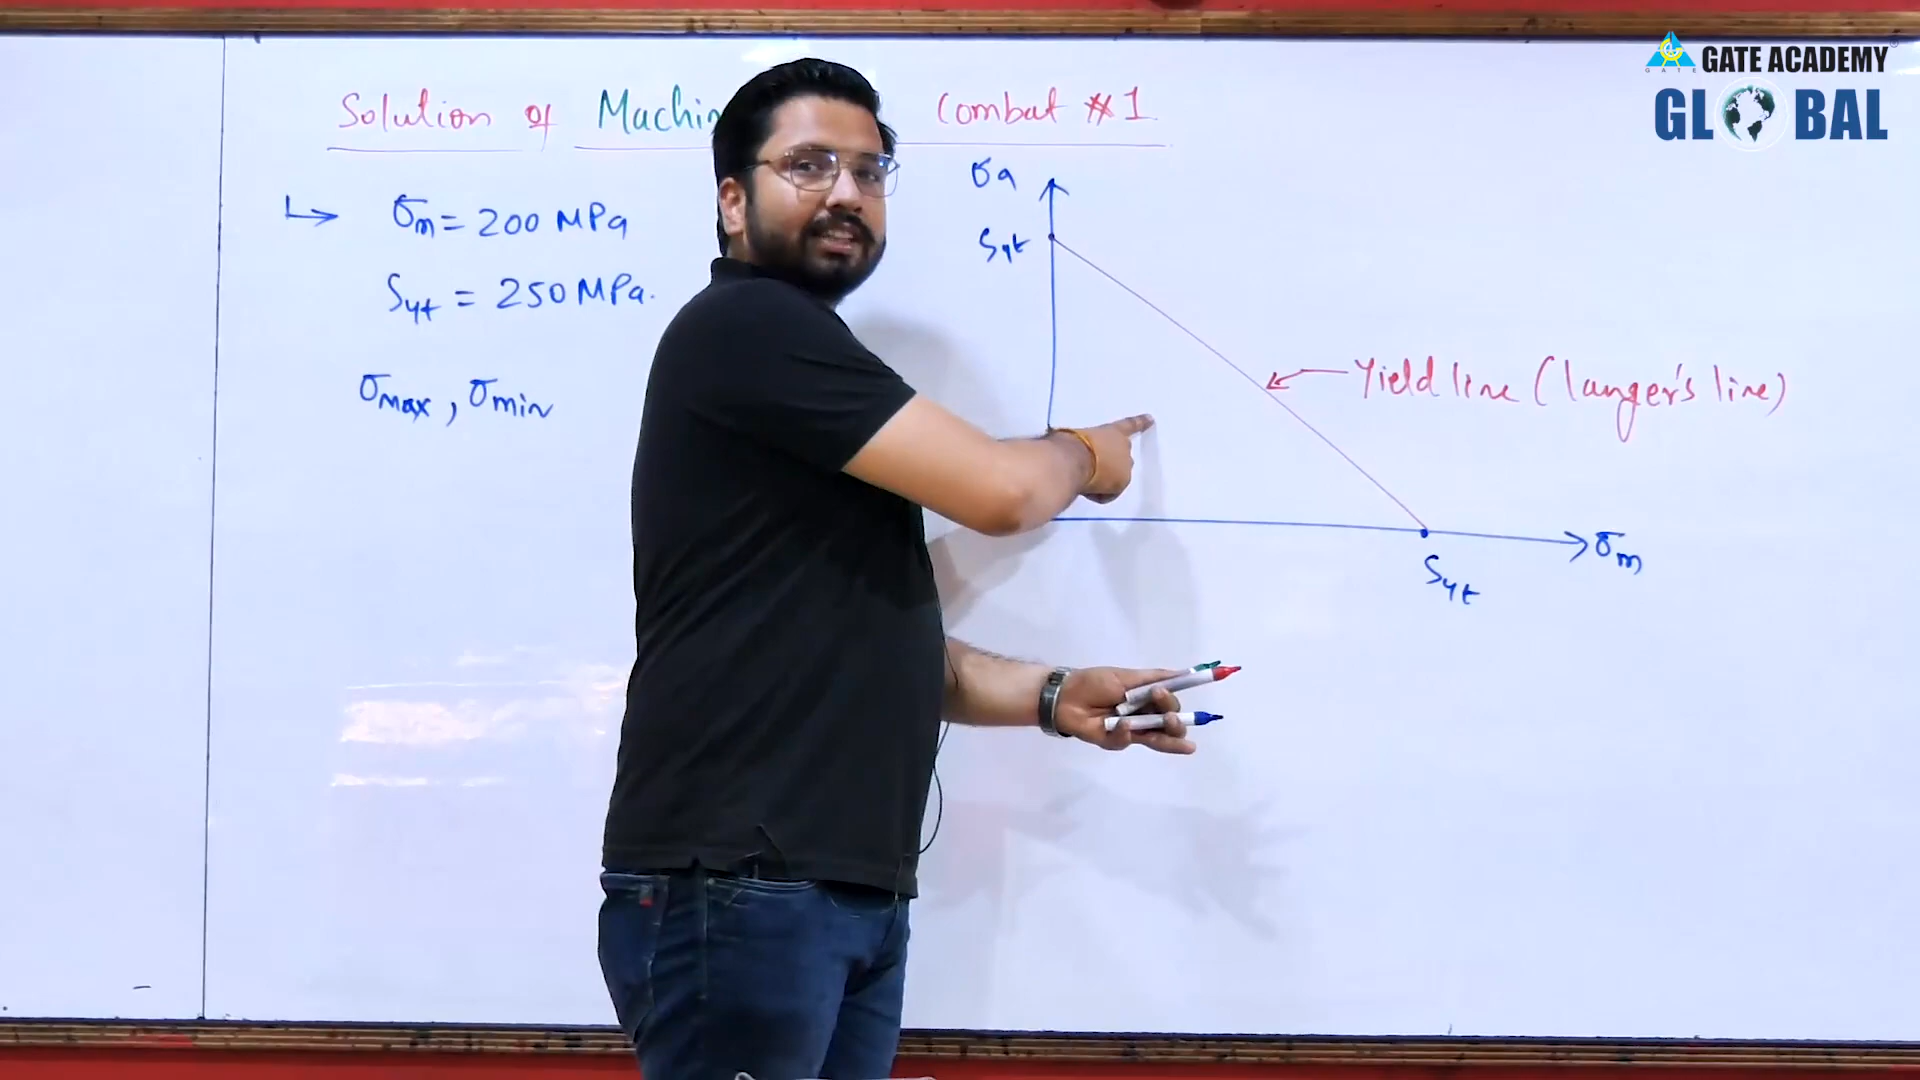 GATE ACADEMY
GATE
GLOBAL
Solution of Machin combat #1
σm = 200 MPa
Syt = 250 MPa.
σmax, σmin
σa
Syt
Yield line (langer's line)
σm
Syt